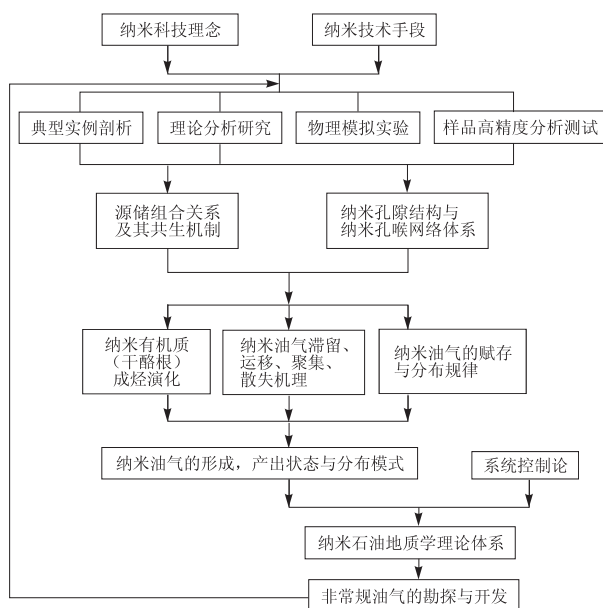 纳米科技理念
纳米技术手段
典型实例剖析
理论分析研究
物理模拟实验
样品高精度分析测试
源储组合关系
及其共生机制
纳米孔隙结构与
纳米孔喉网络体系
纳米有机质
（干酪根）
成烃演化
纳米油气滞留、
运移、聚集、
散失机理
纳米油气的赋存
与分布规律
纳米油气的形成，产出状态与分布模式
系统控制论
纳米石油地质学理论体系
非常规油气的勘探与开发